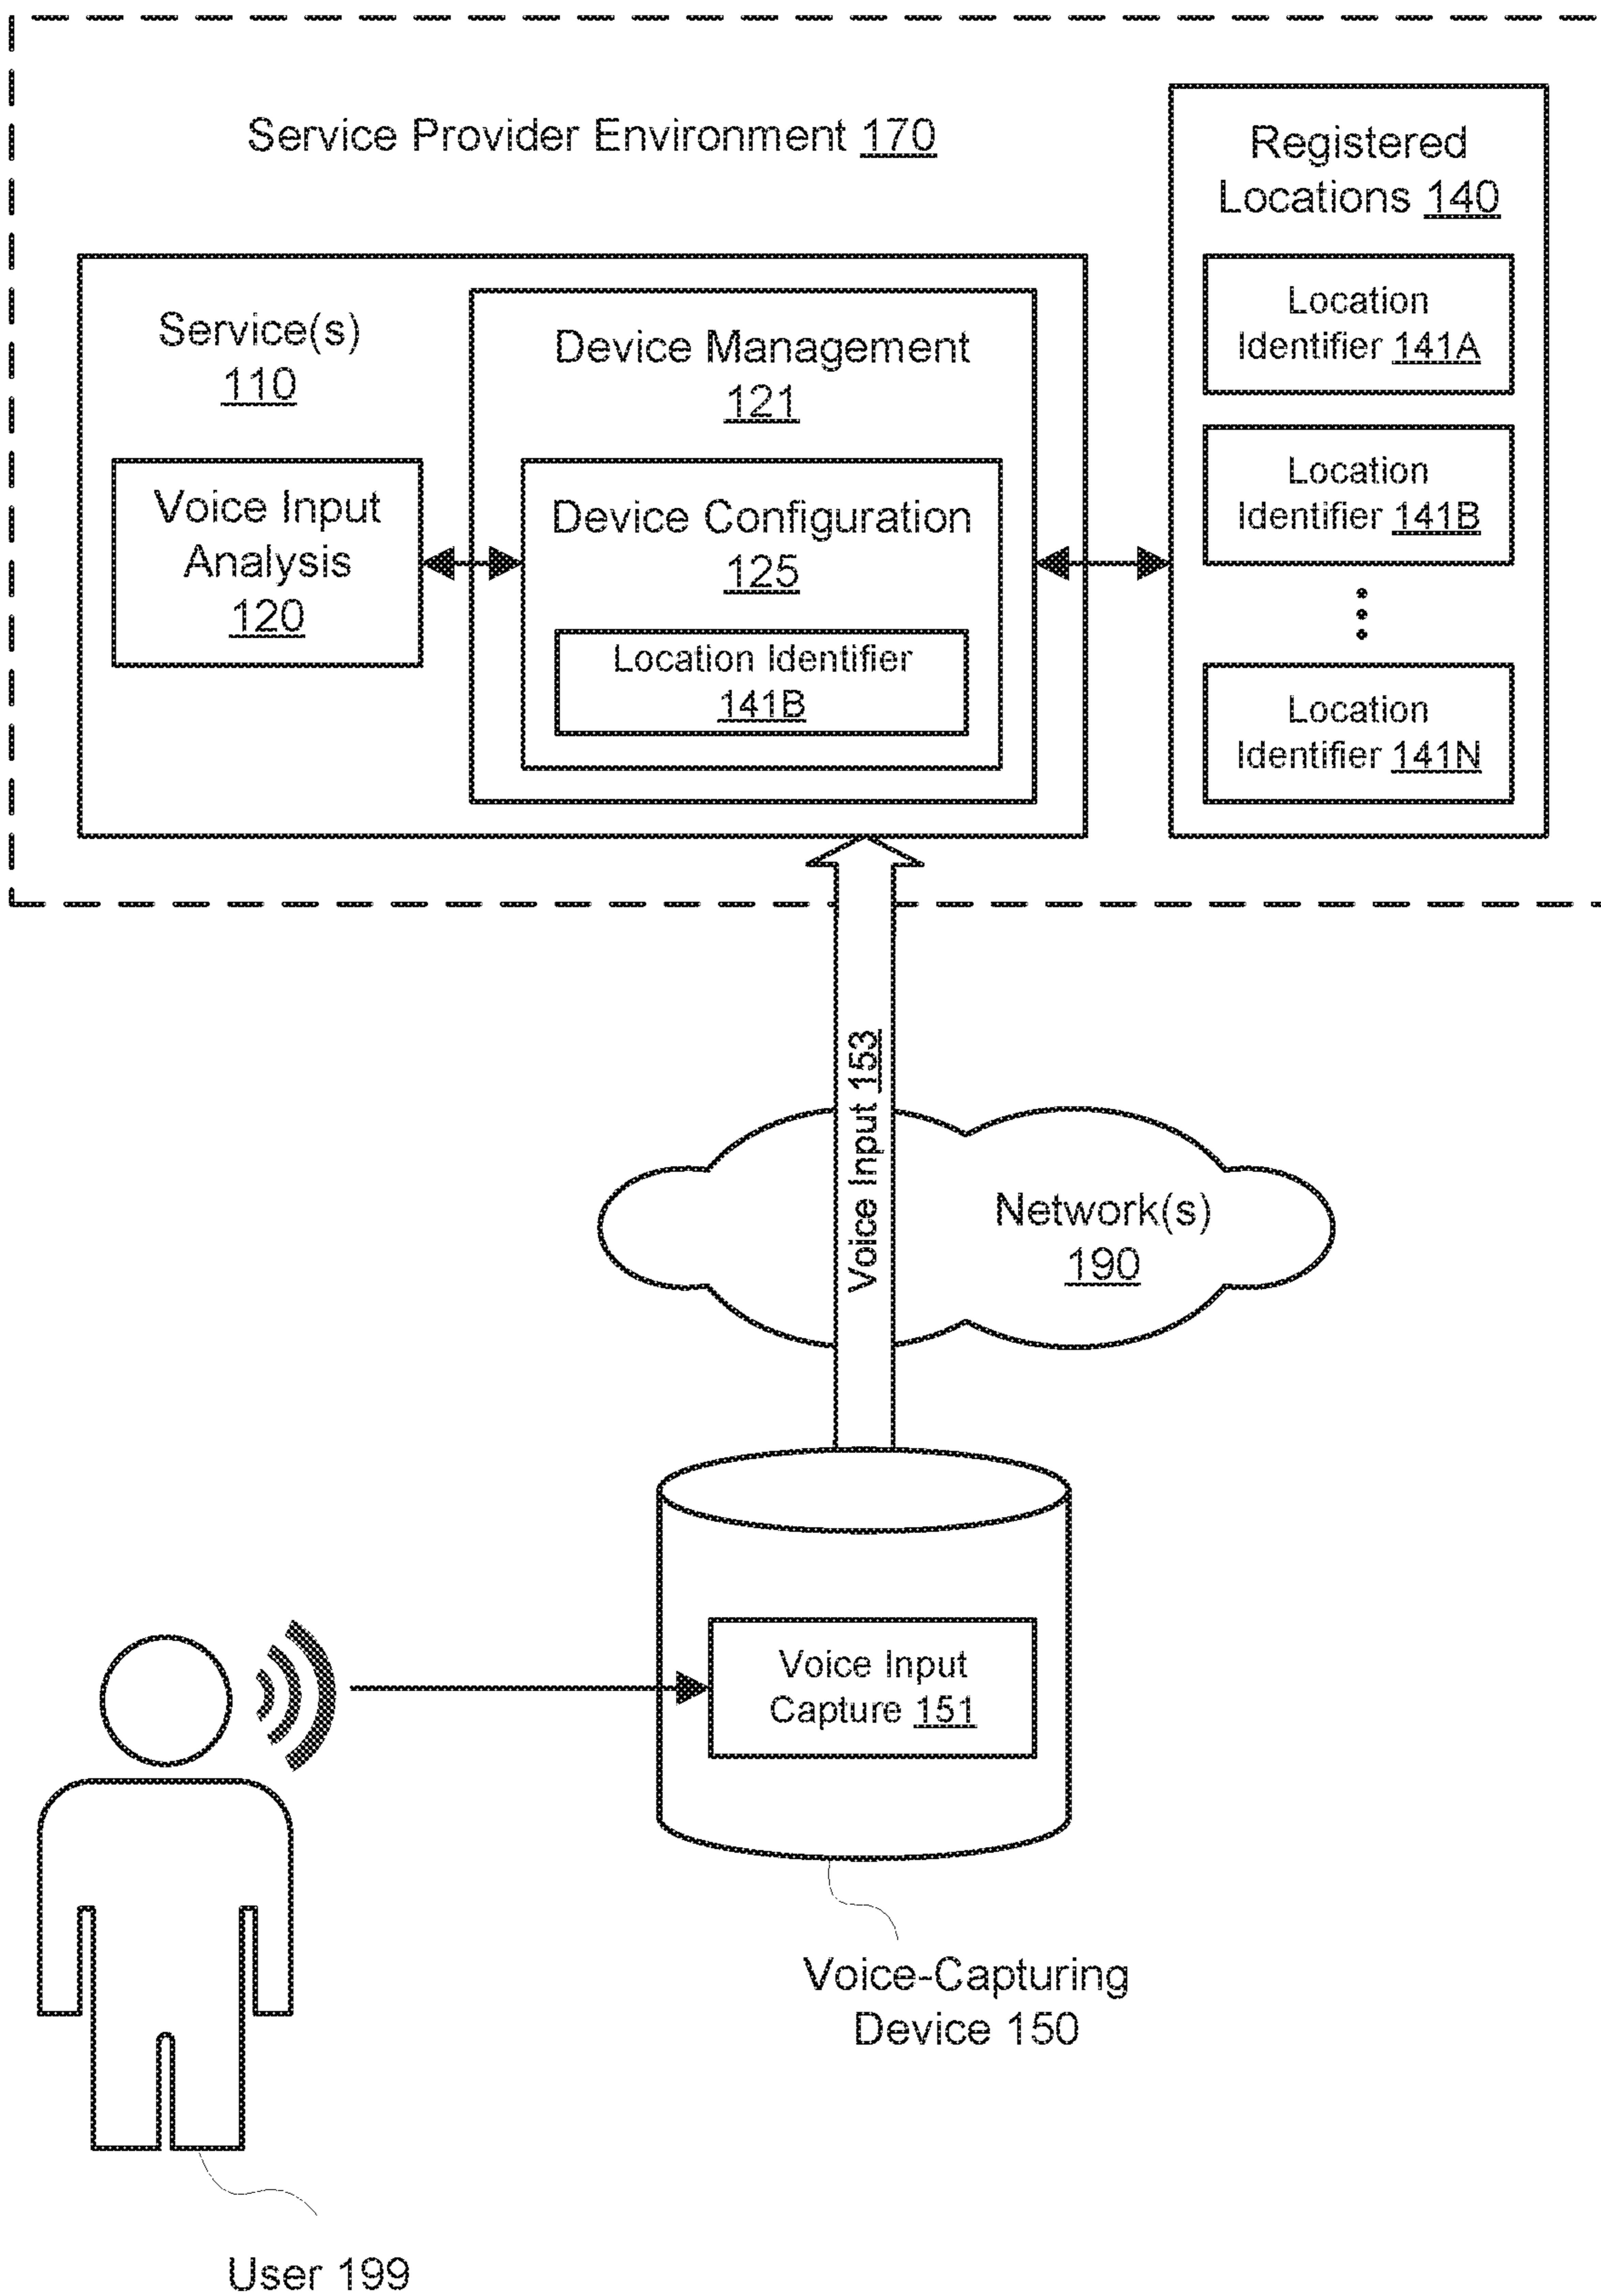 Service Provider Environment 170
Registered
Locations 140
Service(s)
110
Device Management
121
Location
Identifier 141A
Voice Input
Analysis
120
Device Configuration
125
Location
Identifier 141B
Location Identifier
141B
Location
Identifier 141N
Voice Input 153
Network(s)
190
Voice Input
Capture 151
Voice-Capturing
Device 150
User 199